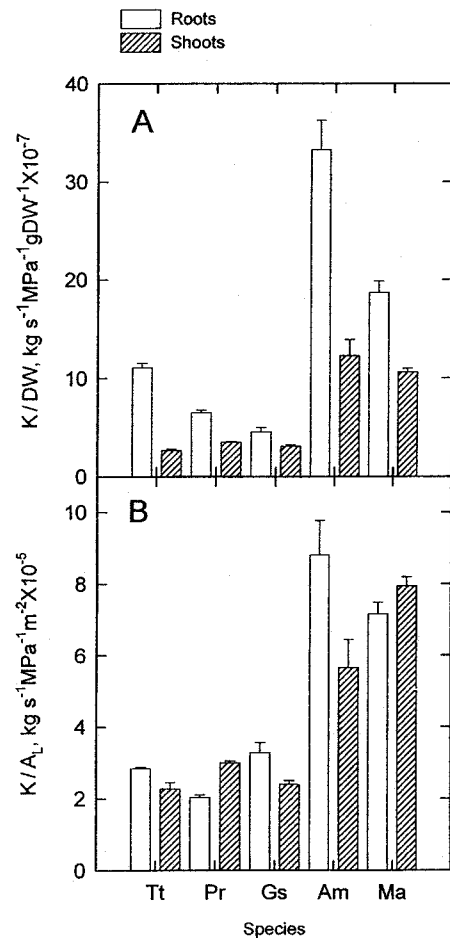 Roots
Shoots
A
K/DW, kg s⁻¹MPa⁻¹gDW⁻¹X10⁻⁷
40
30
20
10
0
B
K/A_L, kg s⁻¹MPa⁻¹m⁻²X10⁻⁵
10
8
6
4
2
0
Tt Pr Gs Am Ma
Species